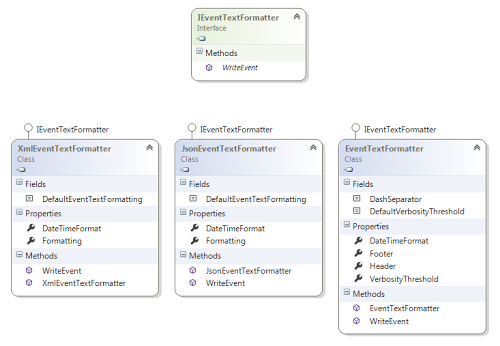 IEventTextFormatter
Interface
Methods
WriteEvent
IEventTextFormatter
XmlEventTextFormatter
Class
Fields
DefaultEventTextFormatting
Properties
DateTimeFormat
Formatting
Methods
WriteEvent
XmlEventTextFormatter
IEventTextFormatter
JsonEventTextFormatter
Class
Fields
DefaultEventTextFormatting
Properties
DateTimeFormat
Formatting
Methods
JsonEventTextFormatter
WriteEvent
IEventTextFormatter
EventTextFormatter
Class
Fields
DashSeparator
DefaultVerbosityThreshold
Properties
DateTimeFormat
Footer
Header
VerbosityThreshold
Methods
EventTextFormatter
WriteEvent